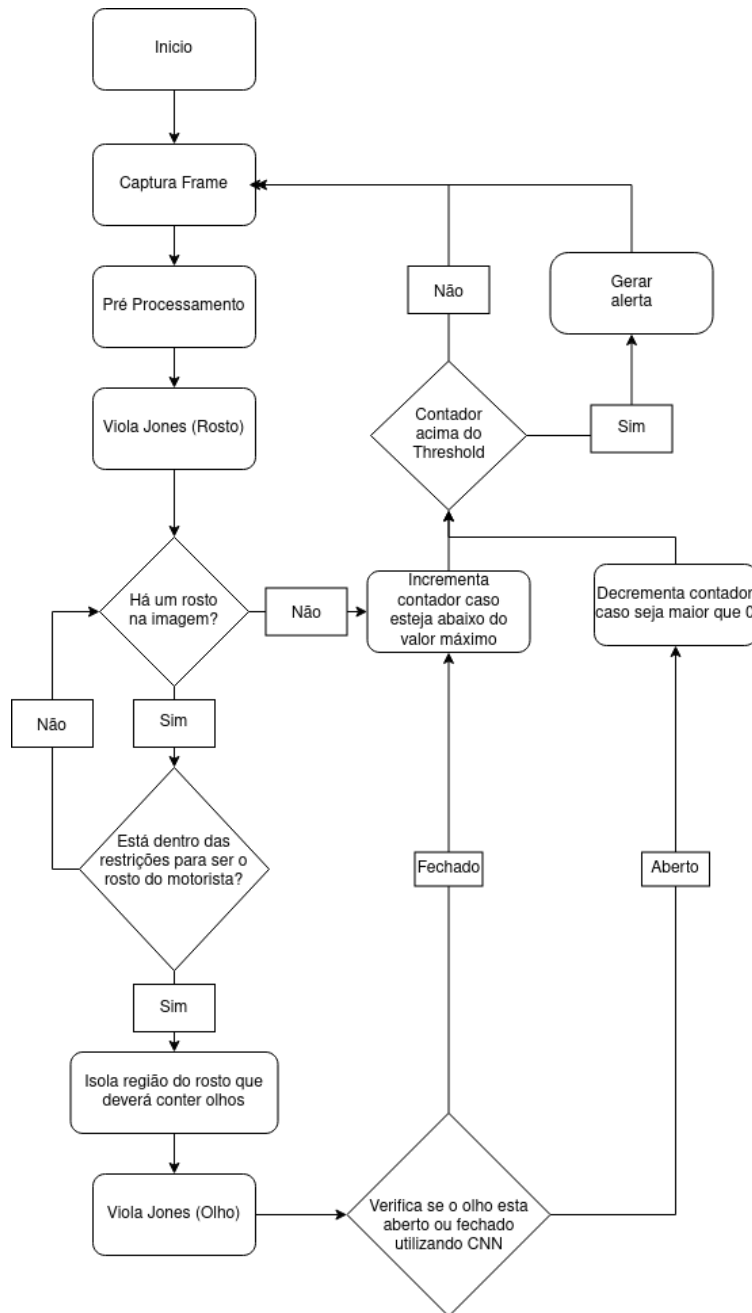 Inicio
Captura Frame
Pré Processamento
Viola Jones (Rosto)
Há um rosto
na imagem?
Não
Sim
Não
Está dentro das
restrições para ser o
rosto do motorista?
Sim
Isola região do rosto que
deverá conter olhos
Viola Jones (Olho)
Verifica se o olho esta
aberto ou fechado
utilizando CNN
Fechado
Aberto
Incrementa
contador caso
esteja abaixo do
valor máximo
Decrementa contador
caso seja maior que 0
Contador
acima do
Threshold
Não
Sim
Gerar
alerta